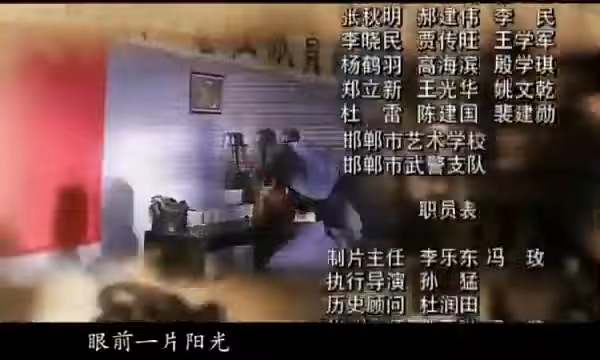 张秋明 郝建伟 李 民
李晓民 贾传旺 王学军
杨鹤羽 高海滨 殷学琪
郑立新 王光华 姚文乾
杜 雷 陈建国 裴建勋
邯郸市艺术学校
邯郸市武警支队
职员表
制片主任 李乐东 冯 玫
执行导演 孙 猛
历史顾问 杜润田
眼前一片阳光